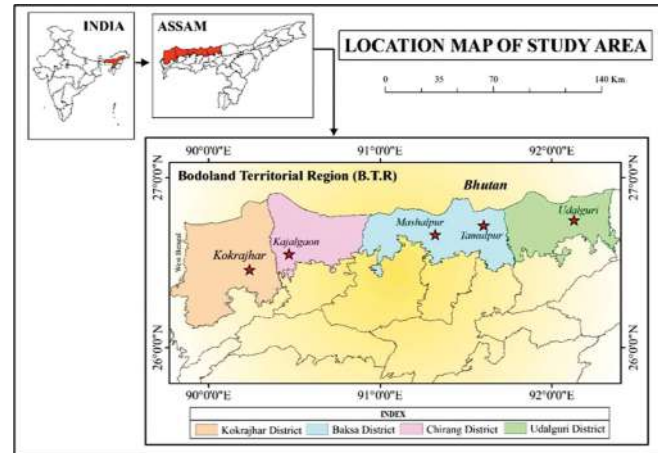 INDIA
ASSAM
LOCATION MAP OF STUDY AREA
0 35 70 140 Km.
90°0'0"E 91°0'0"E 92°0'0"E
27°0'0"N
27°0'0"N
Bodoland Territorial Region (B.T.R)
Bhutan
West Bengal
Kokrajhar
Kajalgaon
Mashalpur
Tamulpur
Udalguri
26°0'0"N
26°0'0"N
90°0'0"E 91°0'0"E 92°0'0"E
INDEX
Kokrajhar District Baksa District Chirang District Udalguri District